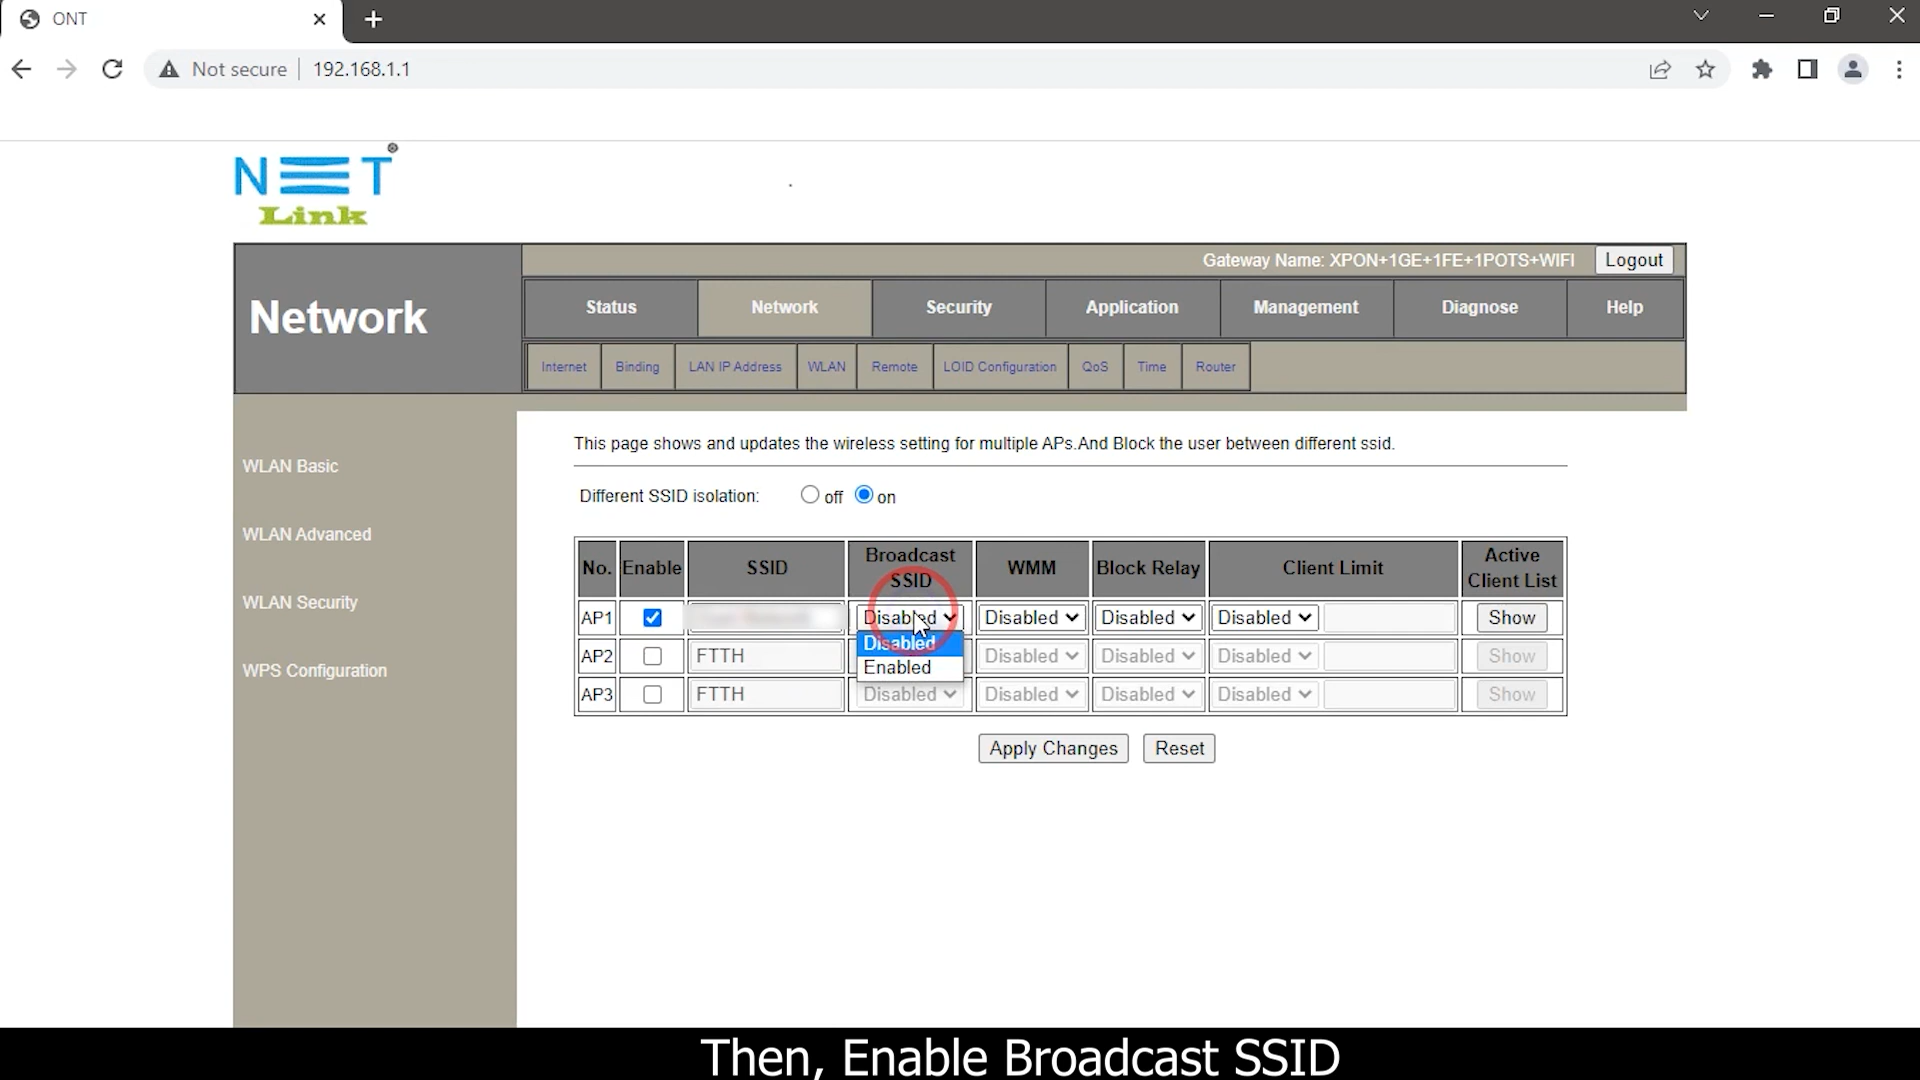 ONT
Not secure
192.168.1.1
NET
Link
Network
Gateway Name: XPON+1GE+1FE+1POTS+WIFI
Logout
Status
Network
Security
Application
Management
Diagnose
Help
Internet
Binding
LAN IP Address
WLAN
Remote
LOID Configuration
QoS
Time
Router
WLAN Basic
WLAN Advanced
WLAN Security
WPS Configuration
This page shows and updates the wireless setting for multiple APs.And Block the user between different ssid.
Different SSID isolation:
off
on
No.
Enable
SSID
Broadcast
SSID
WMM
Block Relay
Client Limit
Active
Client List
AP1
Disabled
Disabled
Disabled
Disabled
Show
Disabled
Enabled
AP2
FTTH
Disabled
Disabled
Disabled
Show
AP3
FTTH
Disabled
Disabled
Disabled
Disabled
Show
Apply Changes
Reset
Then, Enable Broadcast SSID